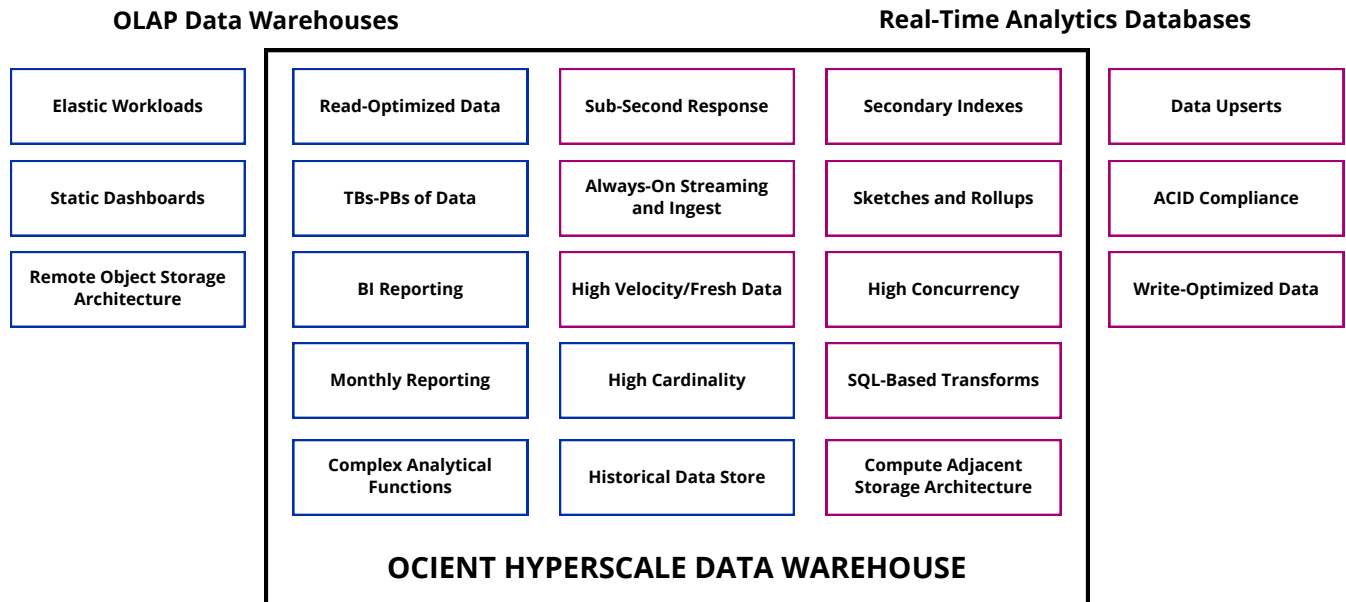 OLAP Data Warehouses
Real-Time Analytics Databases
Elastic Workloads
Read-Optimized Data
Sub-Second Response
Secondary Indexes
Data Upserts
Static Dashboards
TBs-PBs of Data
Always-On Streaming
and Ingest
Sketches and Rollups
ACID Compliance
Remote Object Storage
Architecture
BI Reporting
High Velocity/Fresh Data
High Concurrency
Write-Optimized Data
Monthly Reporting
High Cardinality
SQL-Based Transforms
Complex Analytical
Functions
Historical Data Store
Compute Adjacent
Storage Architecture
OCIENT HYPERSCALE DATA WAREHOUSE